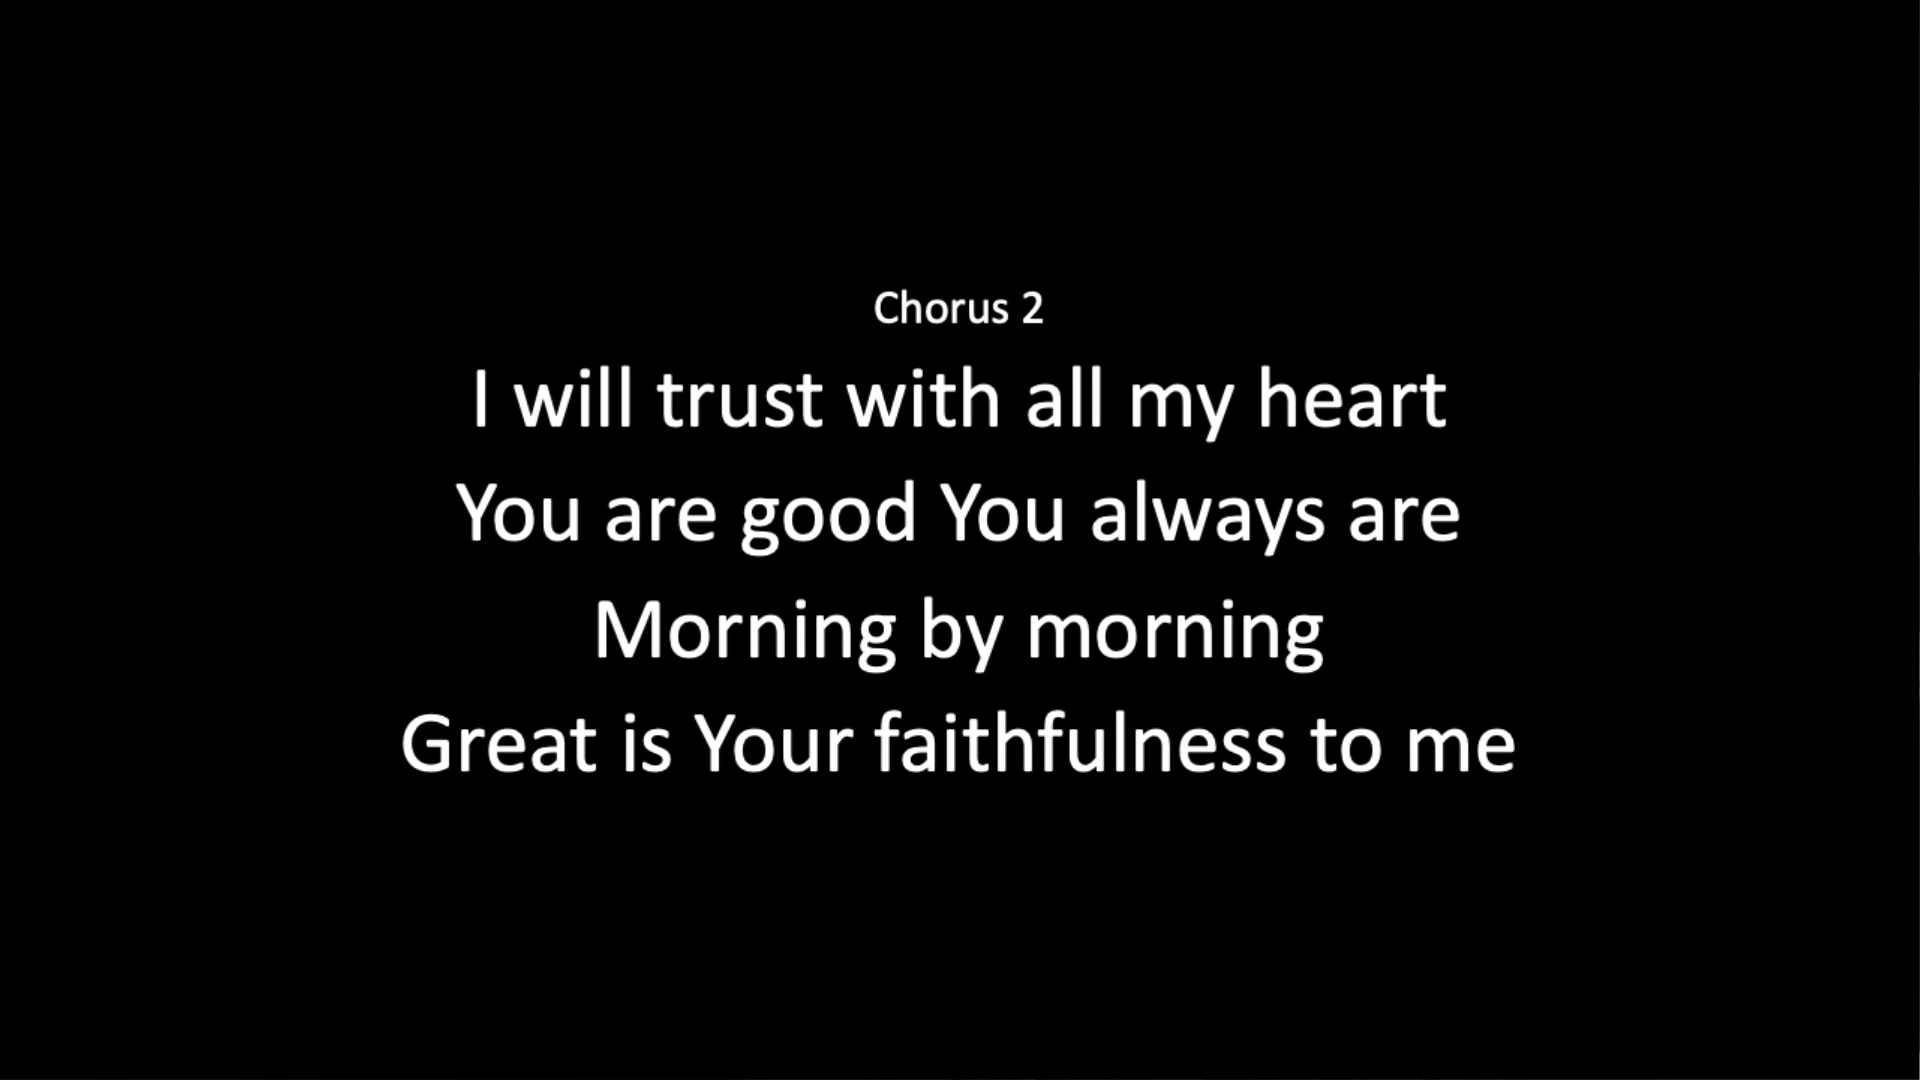 Chorus 2
I will trust with all my heart
You are good You always are
Morning by morning
Great is Your faithfulness to me